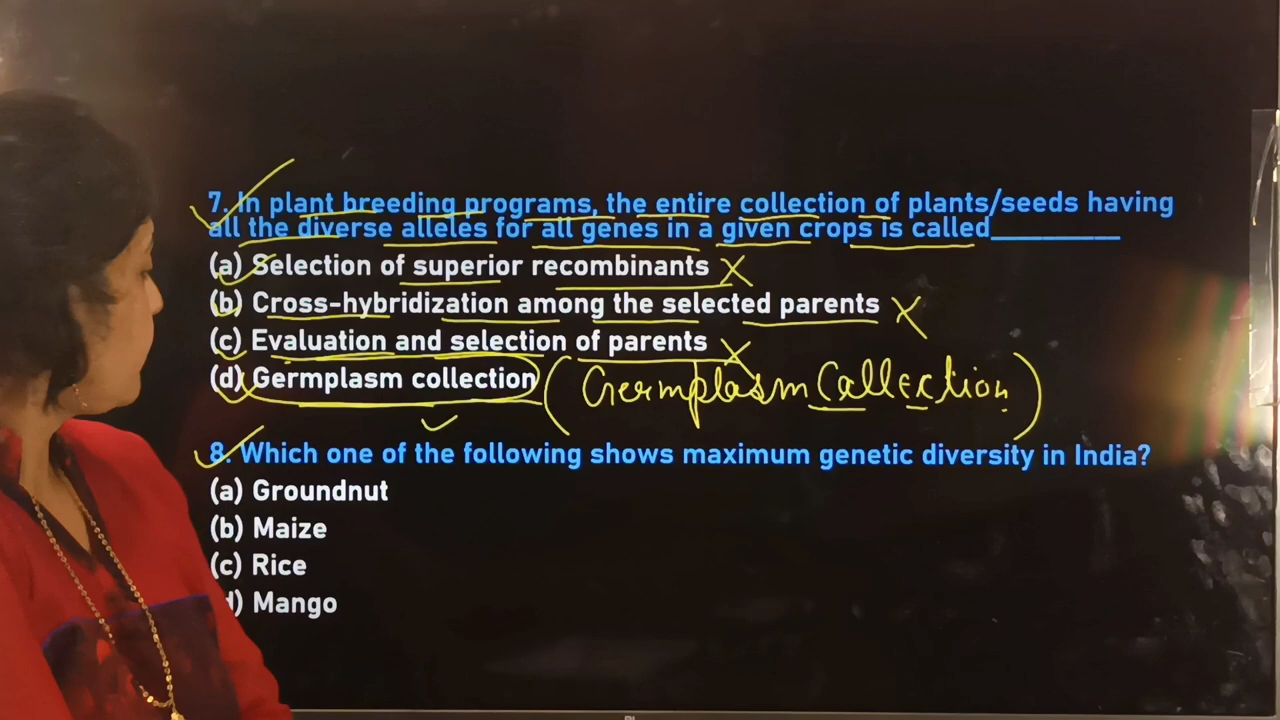 7. In plant breeding programs, the entire collection of plants/seeds having
all the diverse alleles for all genes in a given crops is called__________
(a) Selection of superior recombinants X
(b) Cross-hybridization among the selected parents X
(c) Evaluation and selection of parents X
(d) Germplasm collection (Germplasm Collection)
8. Which one of the following shows maximum genetic diversity in India?
(a) Groundnut
(b) Maize
(c) Rice
d) Mango